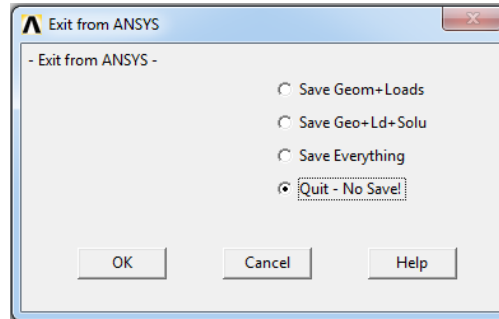 Exit from ANSYS
- Exit from ANSYS -
Save Geom+Loads
Save Geo+Ld+Solu
Save Everything
Quit - No Save!
OK Cancel Help